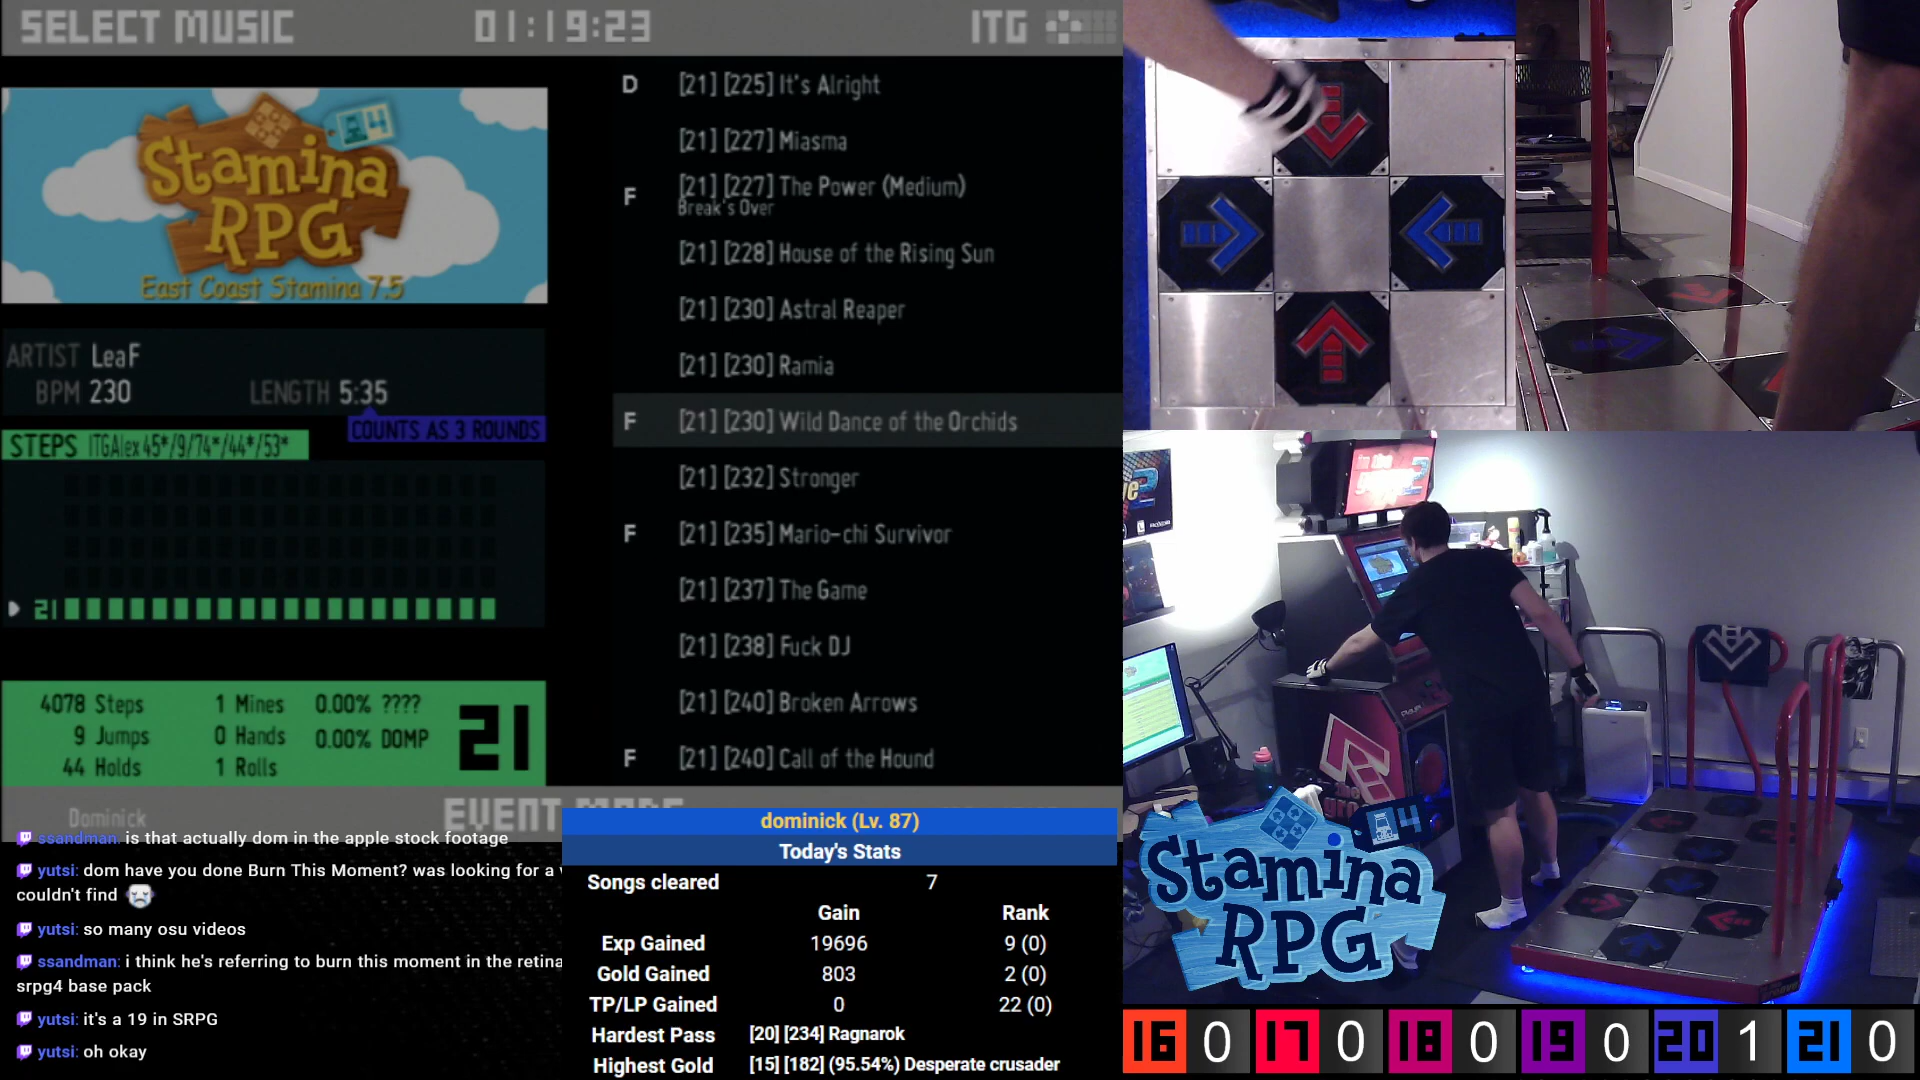 SELECT MUSIC
01:19:23
ITG
Stamina
RPG
East Coast Stamina 7.5
ARTIST LeaF
BPM 230 LENGTH 5:35
COUNTS AS 3 ROUNDS
STEPS ITGAlex 45*/9/74*/44*/53*
21
4078 Steps 1 Mines 0.00% ????
9 Jumps 0 Hands 0.00% DOMP
44 Holds 1 Rolls
21
Dominick
EVENT MODE
D [21] [225] It's Alright
[21] [227] Miasma
F [21] [227] The Power (Medium)
Break's Over
[21] [228] House of the Rising Sun
[21] [230] Astral Reaper
[21] [230] Ramia
F [21] [230] Wild Dance of the Orchids
[21] [232] Stronger
F [21] [235] Mario-chi Survivor
[21] [237] The Game
[21] [238] Fuck DJ
[21] [240] Broken Arrows
F [21] [240] Call of the Hound
ssandman: is that actually dom in the apple stock footage
yutsi: dom have you done Burn This Moment? was looking for a
couldn't find
yutsi: so many osu videos
ssandman: i think he's referring to burn this moment in the retina
srpg4 base pack
yutsi: it's a 19 in SRPG
yutsi: oh okay
dominick (Lv. 87)
Today's Stats
Songs cleared 7
Gain Rank
Exp Gained 19696 9 (0)
Gold Gained 803 2 (0)
TP/LP Gained 0 22 (0)
Hardest Pass [20] [234] Ragnarok
Highest Gold [15] [182] (95.54%) Desperate crusader
in the
groove 2
Stamina
RPG 4
16 0 17 0 18 0 19 0 20 1 21 0